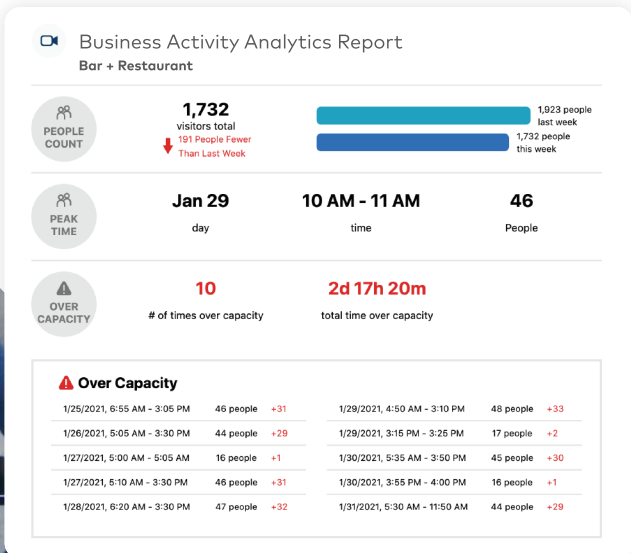 Business Activity Analytics Report
Bar + Restaurant
PEOPLE
COUNT
1,732
visitors total
191 People Fewer
Than Last Week
1,923 people
last week
1,732 people
this week
PEAK
TIME
Jan 29
day
10 AM - 11 AM
time
46
People
OVER
CAPACITY
10
# of times over capacity
2d 17h 20m
total time over capacity
Over Capacity
1/25/2021, 6:55 AM - 3:05 PM 46 people +31
1/26/2021, 5:05 AM - 3:30 PM 44 people +29
1/27/2021, 5:00 AM - 5:05 AM 16 people +1
1/27/2021, 5:10 AM - 3:30 PM 46 people +31
1/28/2021, 6:20 AM - 3:30 PM 47 people +32
1/29/2021, 4:50 AM - 3:10 PM 48 people +33
1/29/2021, 3:15 PM - 3:25 PM 17 people +2
1/30/2021, 5:35 AM - 3:50 PM 45 people +30
1/30/2021, 3:55 PM - 4:00 PM 16 people +1
1/31/2021, 5:30 AM - 11:50 AM 44 people +29